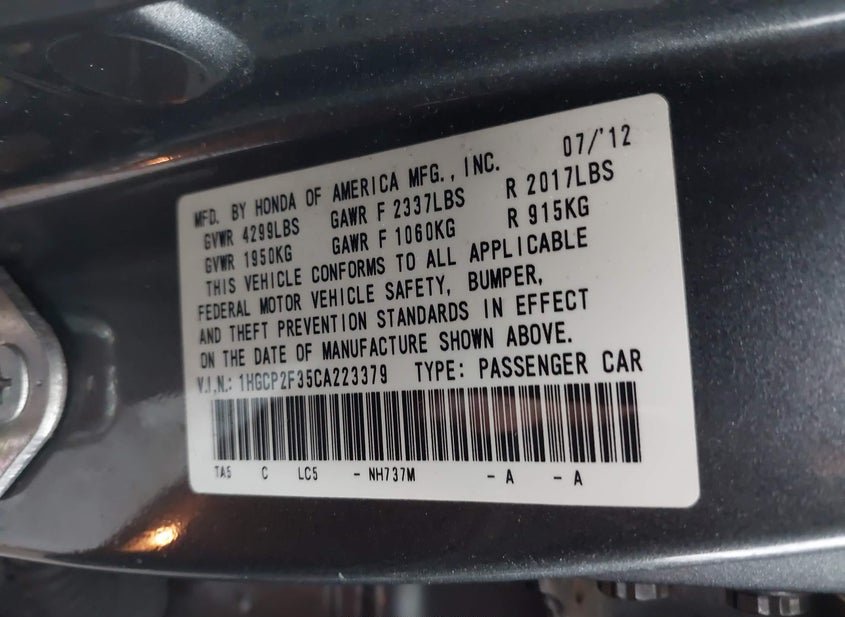 07/'12
MFD. BY HONDA OF AMERICA MFG., INC.
GVWR 4299LBS GAWR F 2337LBS R 2017LBS
GVWR 1950KG GAWR F 1060KG R 915KG
THIS VEHICLE CONFORMS TO ALL APPLICABLE
FEDERAL MOTOR VEHICLE SAFETY, BUMPER,
AND THEFT PREVENTION STANDARDS IN EFFECT
ON THE DATE OF MANUFACTURE SHOWN ABOVE.
V.I.N.: 1HGCP2F35CA223379 TYPE: PASSENGER CAR
TA5 C LC5 - NH737M - A - A